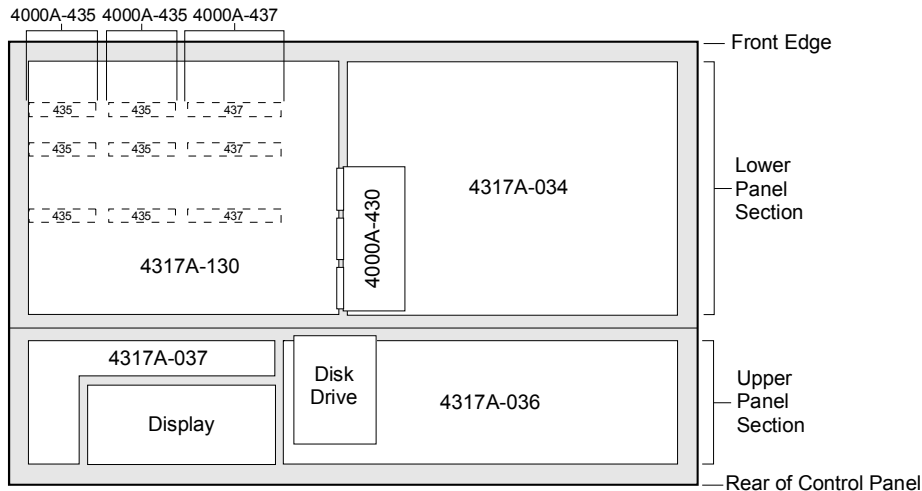 4000A-435 4000A-435 4000A-437
Front Edge
435 435 437
435 435 437
Lower
Panel
Section
4317A-034
4000A-430
435 435 437
4317A-130
4317A-037
Disk
Drive
Upper
Panel
Section
4317A-036
Display
Rear of Control Panel